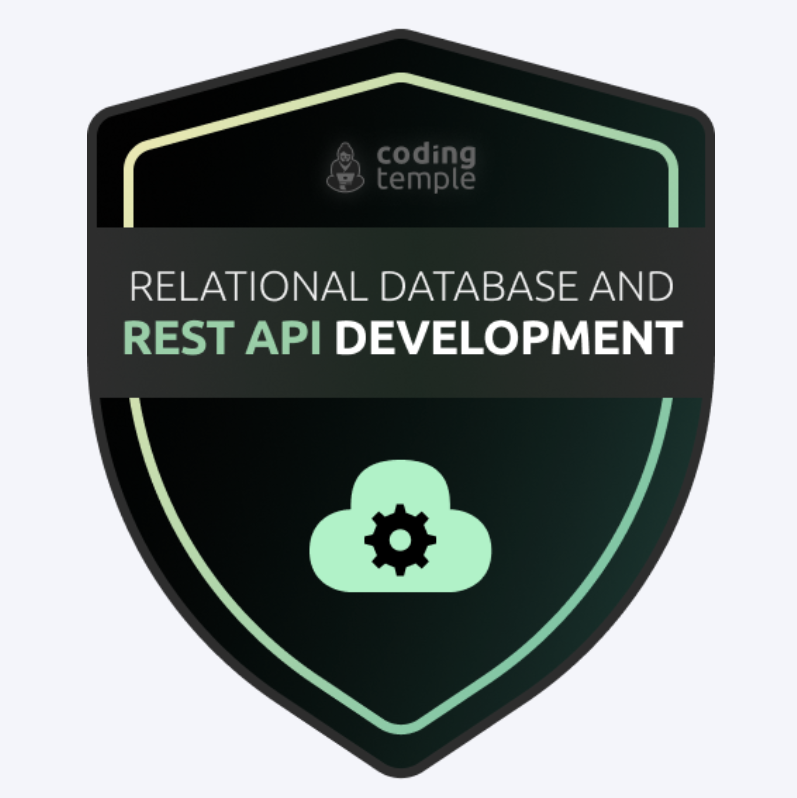 coding
temple
RELATIONAL DATABASE AND
REST API DEVELOPMENT